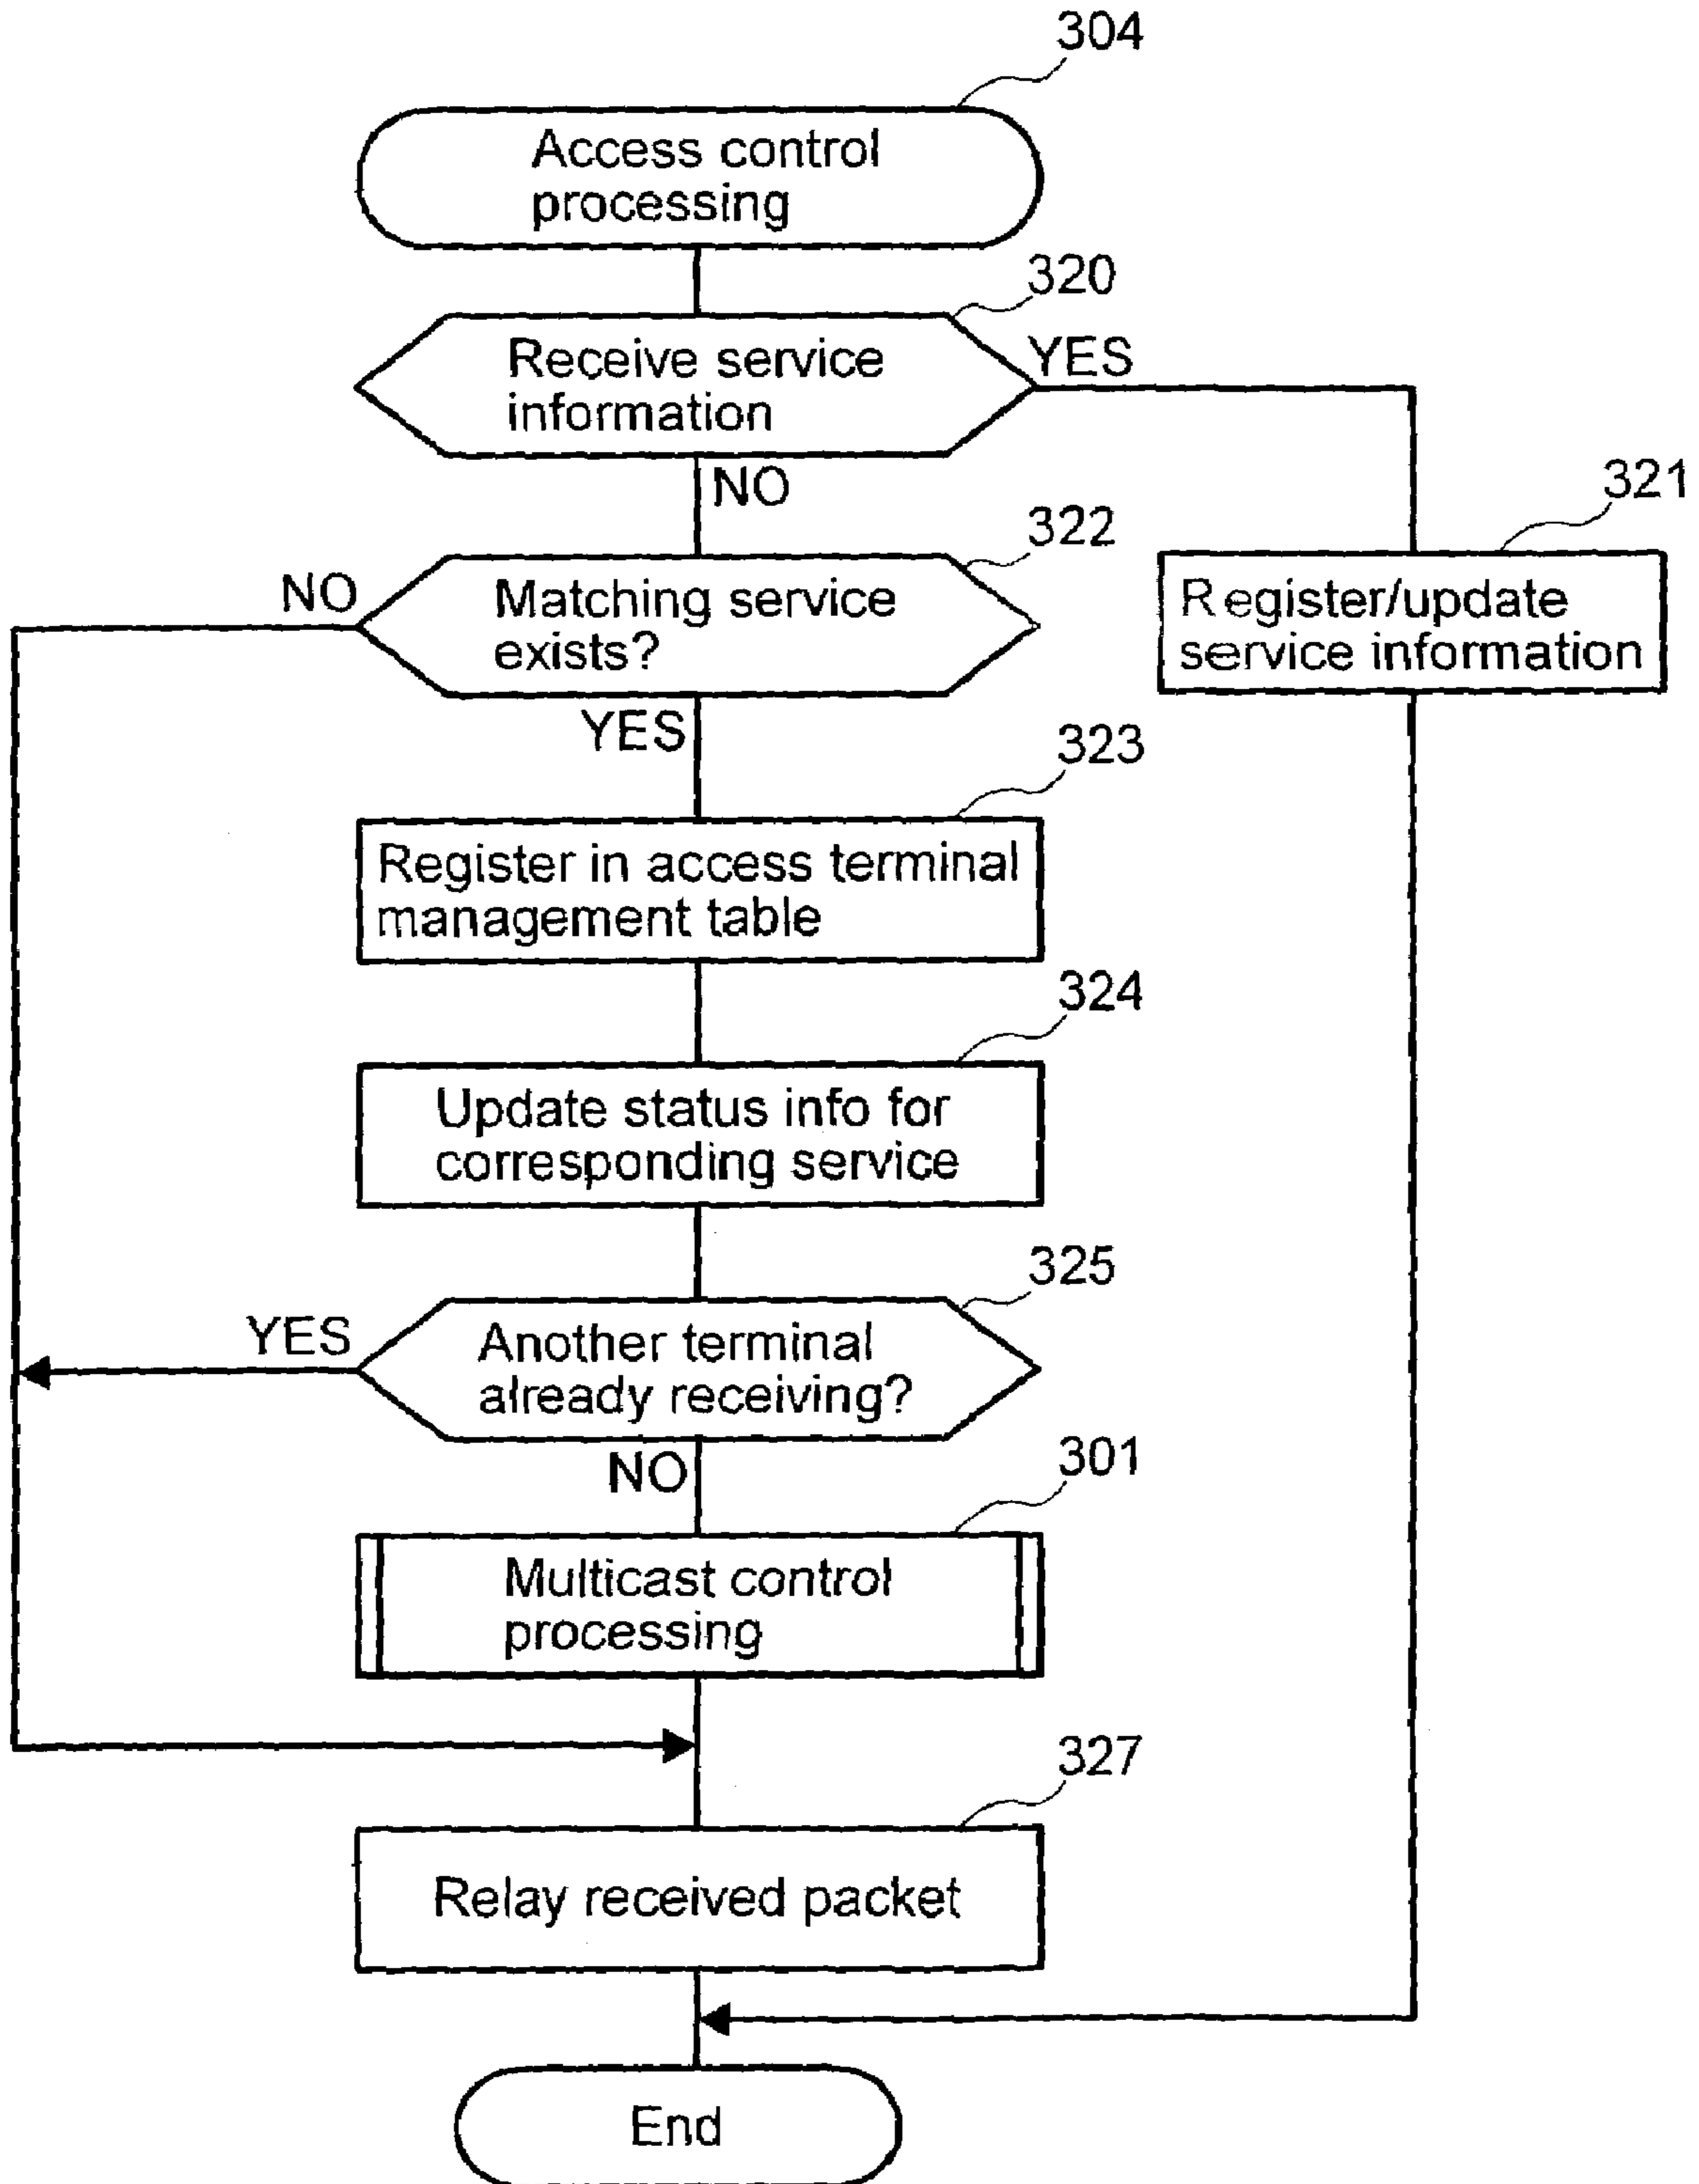 304
Access control
processing
320
Receive service
information
YES
NO
321
Register/update
service information
322
NO
Matching service
exists?
YES
323
Register in access terminal
management table
324
Update status info for
corresponding service
325
YES
Another terminal
already receiving?
NO
301
Multicast control
processing
327
Relay received packet
End